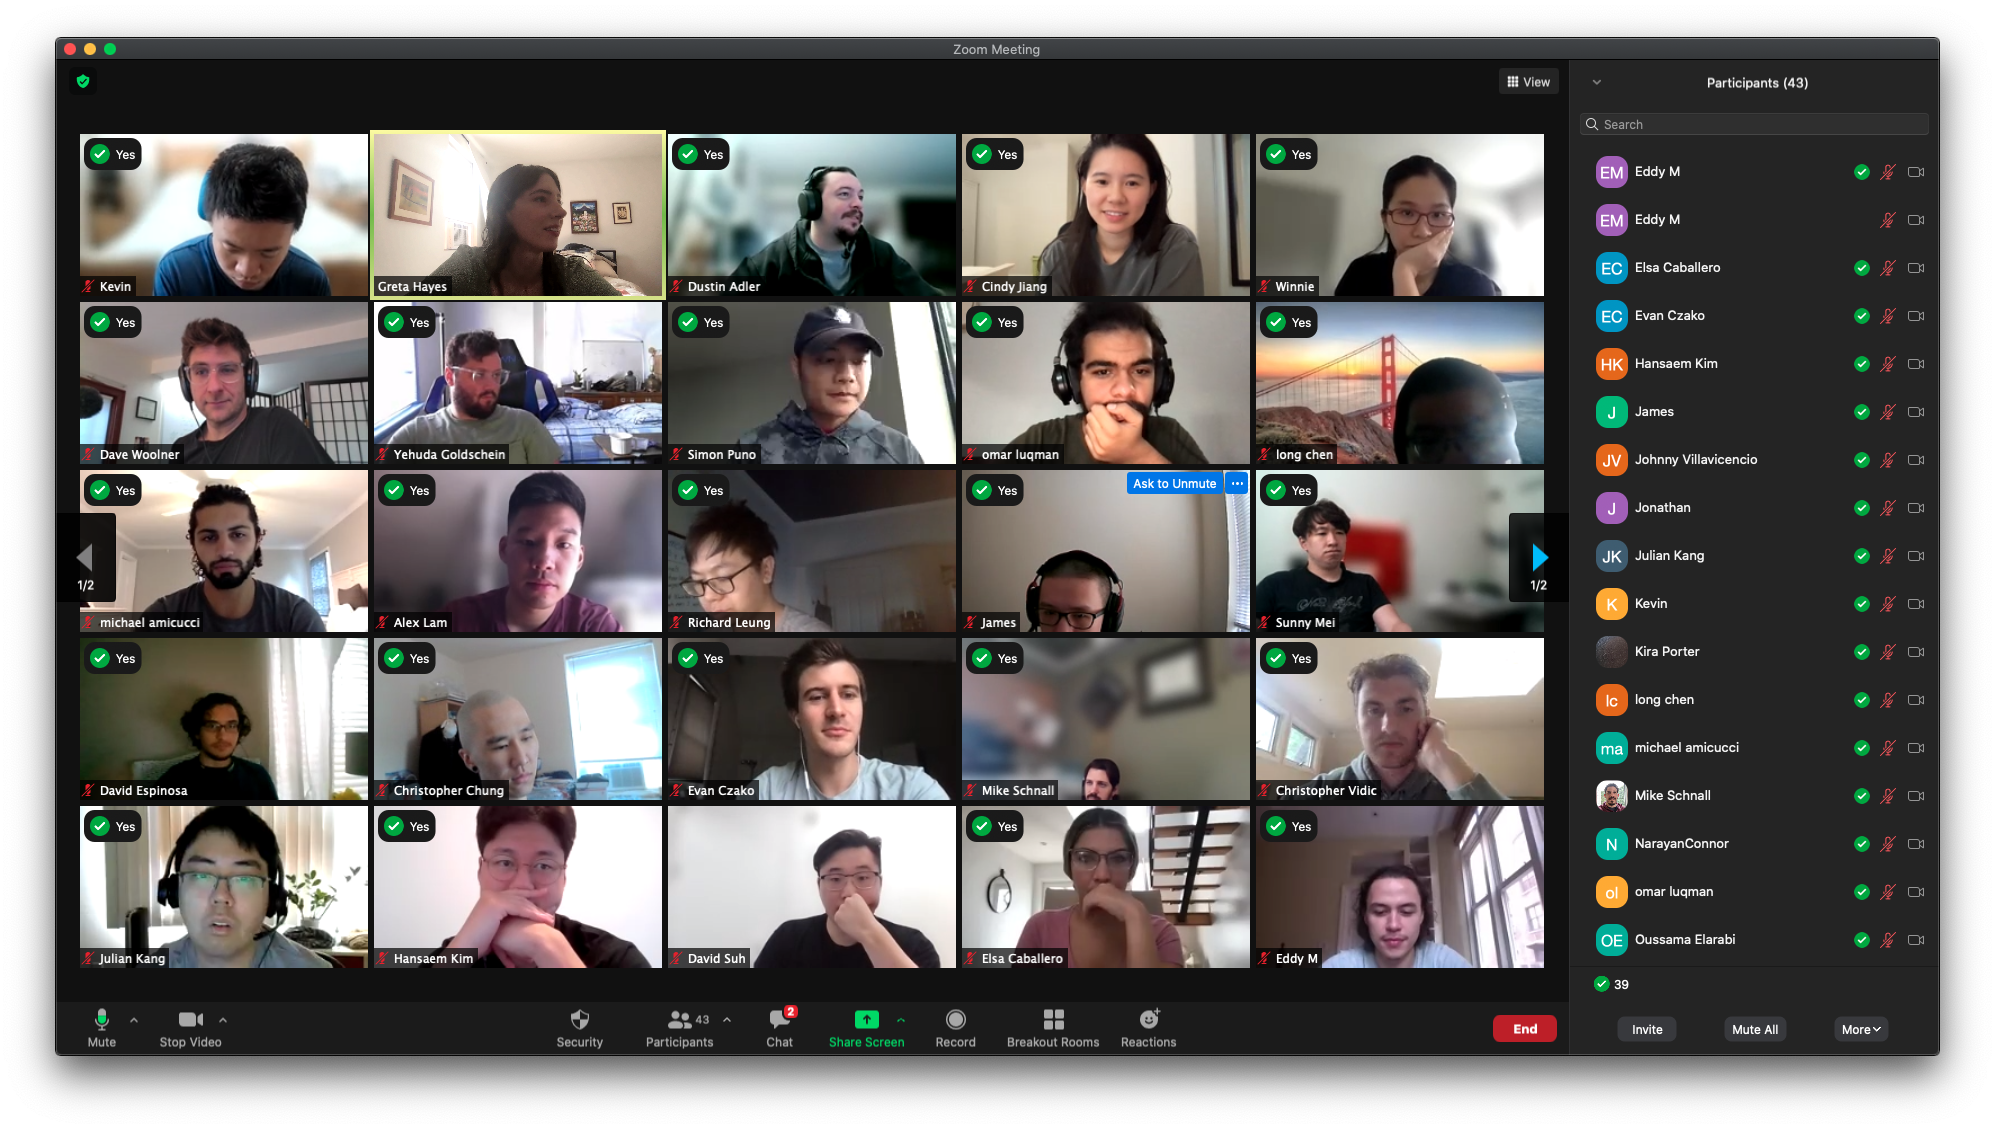 Zoom Meeting
View
Yes
Kevin
Greta Hayes
Yes
Dustin Adler
Yes
Cindy Jiang
Yes
Winnie
Yes
Dave Woolner
Yes
Yehuda Goldschein
Yes
Simon Puno
Yes
omar luqman
Yes
long chen
Yes
michael amicucci
Yes
Alex Lam
Yes
Richard Leung
Yes
Ask to Unmute ...
James
Yes
Sunny Mei
1/2
1/2
Yes
David Espinosa
Yes
Christopher Chung
Yes
Evan Czako
Yes
Mike Schnall
Yes
Christopher Vidic
Yes
Julian Kang
Yes
Hansaem Kim
David Suh
Yes
Elsa Caballero
Yes
Eddy M
Mute
Stop Video
Security
43
Participants
2
Chat
Share Screen
Record
Breakout Rooms
Reactions
End
Participants (43)
Search
EM Eddy M
EM Eddy M
EC Elsa Caballero
EC Evan Czako
HK Hansaem Kim
J James
JV Johnny Villavicencio
J Jonathan
JK Julian Kang
K Kevin
Kira Porter
lc long chen
ma michael amicucci
Mike Schnall
N NarayanConnor
ol omar luqman
OE Oussama Elarabi
39
Invite
Mute All
More